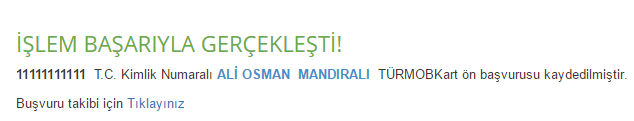 İŞLEM BAŞARIYLA GERÇEKLEŞTİ!
11111111111 T.C. Kimlik Numaralı ALİ OSMAN MANDIRALI TÜRMOBKart ön başvurusu kaydedilmiştir.
Buşvuru takibi için Tıklayınız